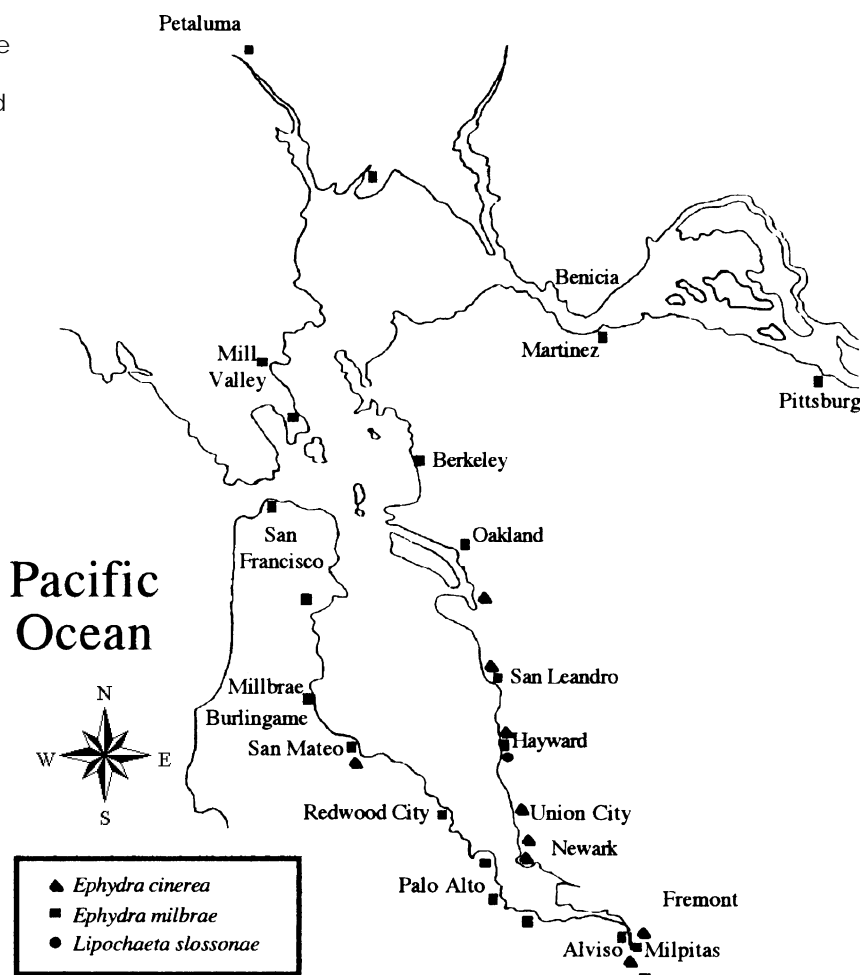 Petaluma
e
d
Benicia
Mill
Valley
Martinez
Pittsburg
Berkeley
Oakland
San
Francisco
Pacific
Ocean
San Leandro
Millbrae
Burlingame
N
W
E
S
San Mateo
Hayward
Redwood City
Union City
Newark
Palo Alto
Fremont
Alviso
Milpitas
Ephydra cinerea
Ephydra milbrae
Lipochaeta slossonae